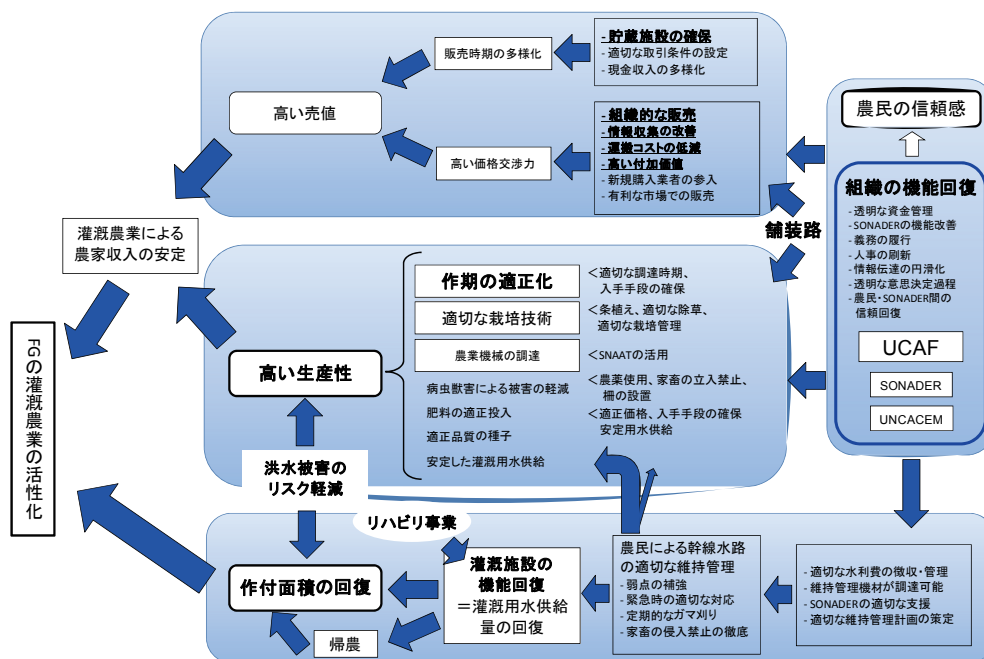 販売時期の多様化
- 貯蔵施設の確保
- 適切な取引条件の設定
- 現金収入の多様化
高い売値
高い価格交渉力
- 組織的な販売
- 情報収集の改善
- 運搬コストの低減
- 高い付加価値
- 新規購入業者の参入
- 有利な市場での販売
農民の信頼感
組織の機能回復
- 透明な資金管理
- SONADERの機能改善
- 義務の履行
- 人事の刷新
- 情報伝達の円滑化
- 透明な意思決定過程
- 農民・SONADER間の
信頼回復
UCAF
SONADER
UNCACEM
舗装路
灌漑農業による
農家収入の安定
FGの灌漑農業の活性化
高い生産性
作期の適正化
＜適切な調達時期、
入手手段の確保
適切な栽培技術
＜条植え、適切な除草、
適切な栽培管理
農業機械の調達
＜SNAATの活用
病虫獣害による被害の軽減
＜農薬使用、家畜の立入禁止、
柵の設置
肥料の適正投入
＜適正価格、入手手段の確保
適正品質の種子
安定用水供給
安定した灌漑用水供給
洪水被害の
リスク軽減
リハビリ事業
作付面積の回復
帰農
灌漑施設の
機能回復
＝灌漑用水供給
量の回復
農民による幹線水路
の適切な維持管理
- 弱点の補強
- 緊急時の適切な対応
- 定期的なガマ刈り
- 家畜の侵入禁止の徹底
- 適切な水利費の徴収・管理
- 維持管理機材が調達可能
- SONADERの適切な支援
- 適切な維持管理計画の策定